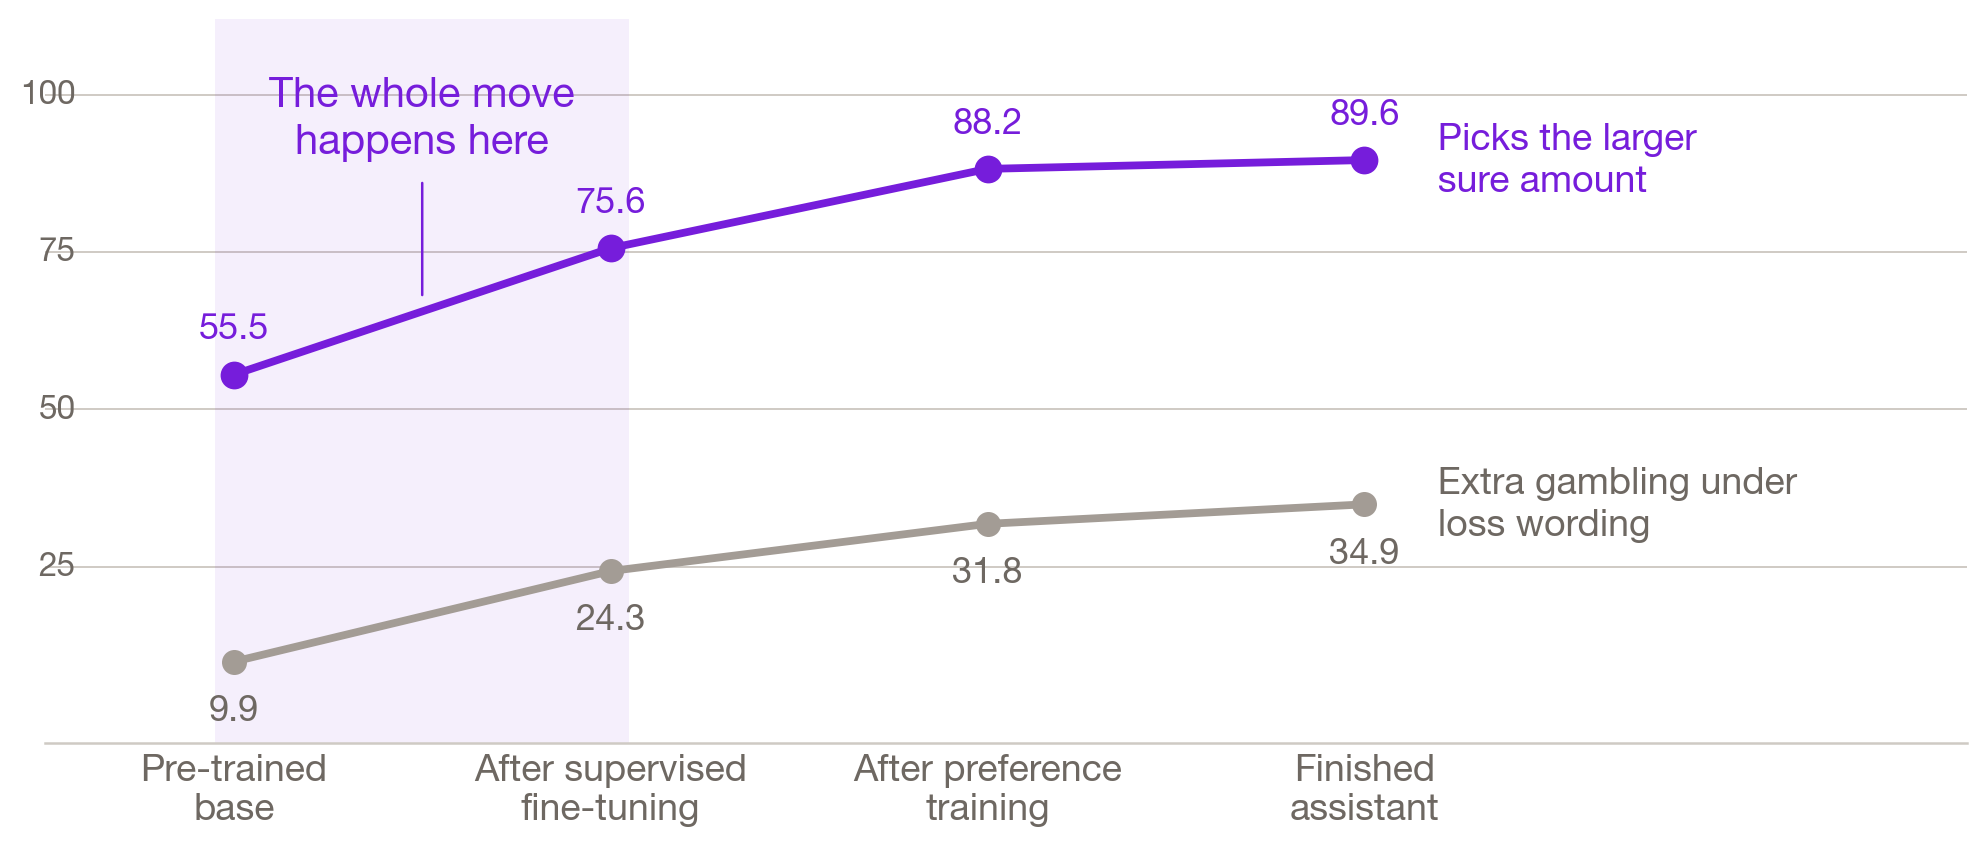 100
The whole move
happens here
88.2
89.6
Picks the larger
sure amount
75.6
75
55.5
50
Extra gambling under
loss wording
34.9
31.8
25
24.3
9.9
Pre-trained
base
After supervised
fine-tuning
After preference
training
Finished
assistant